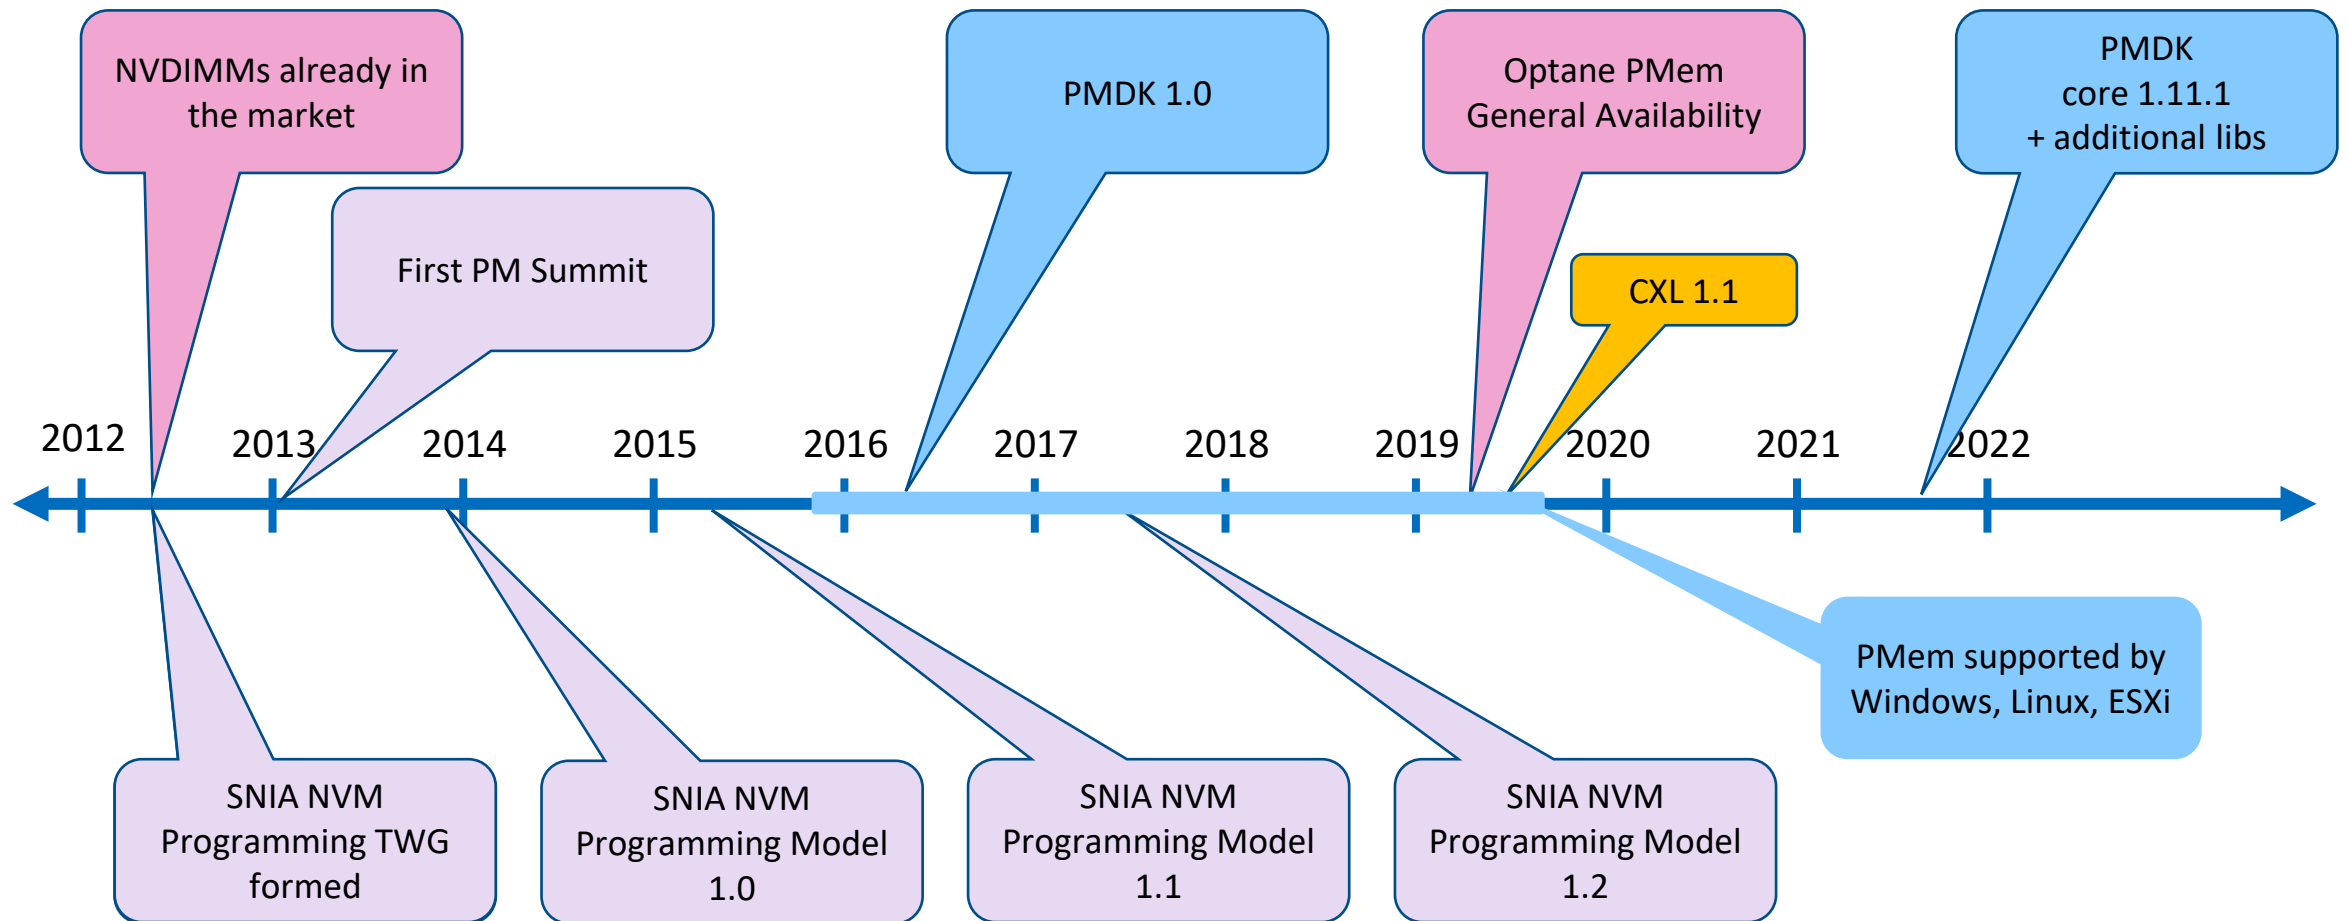 NVDIMMs already in
the market
PMDK 1.0
Optane PMem
General Availability
PMDK
core 1.11.1
+ additional libs
First PM Summit
CXL 1.1
2012
2013
2014
2015
2016
2017
2018
2019
2020
2021
2022
PMem supported by
Windows, Linux, ESXi
SNIA NVM
Programming TWG
formed
SNIA NVM
Programming Model
1.0
SNIA NVM
Programming Model
1.1
SNIA NVM
Programming Model
1.2